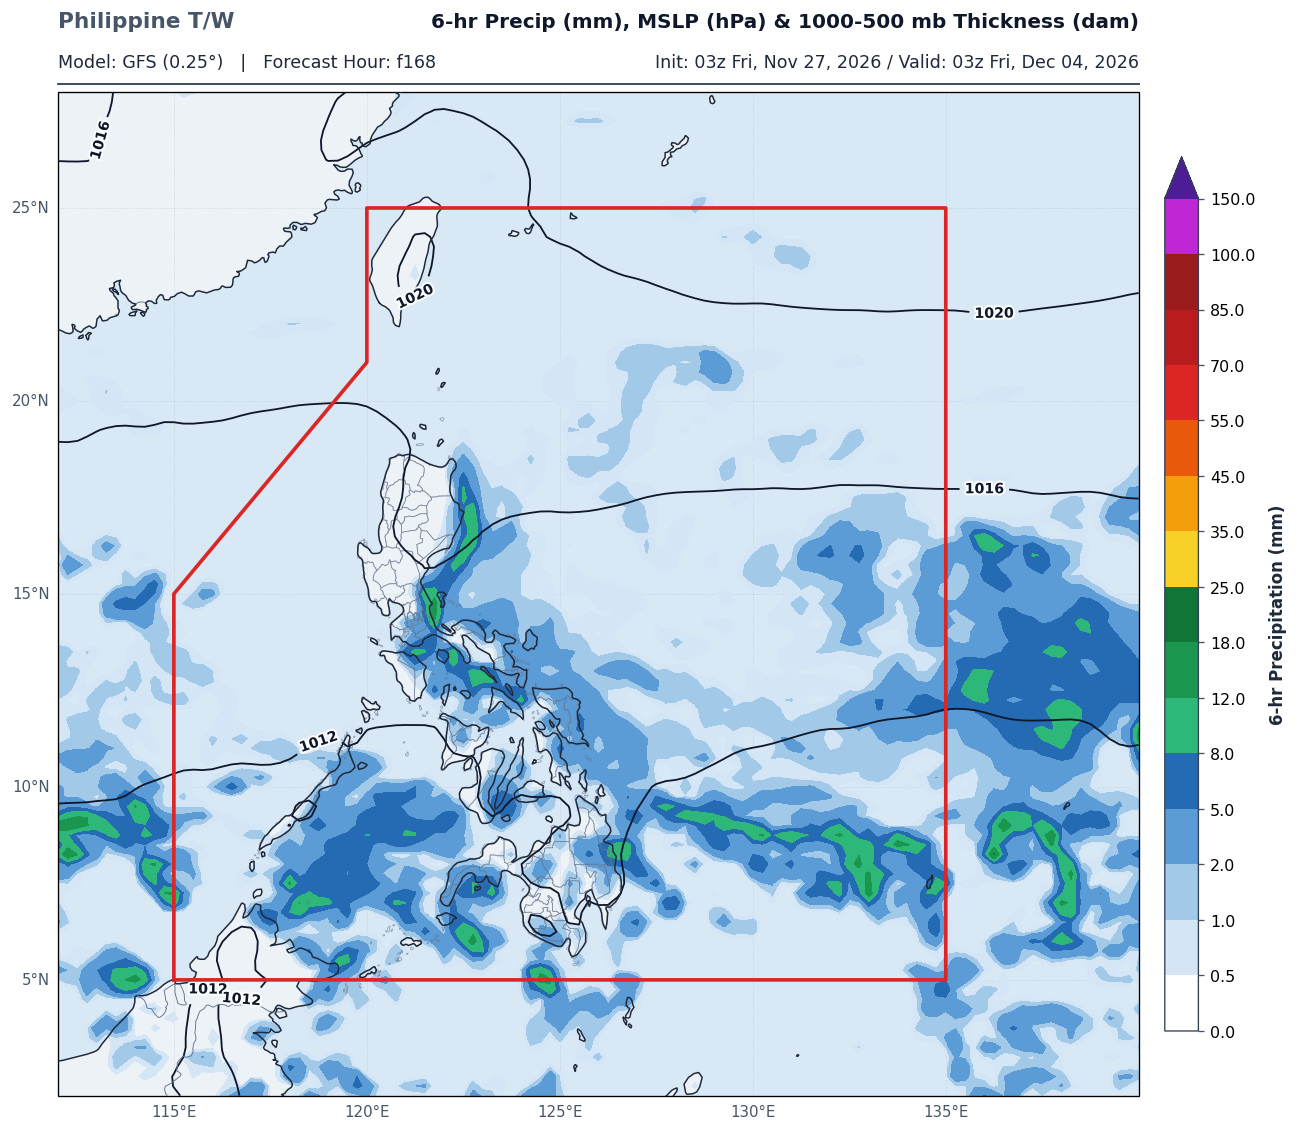 Philippine T/W
6-hr Precip (mm), MSLP (hPa) & 1000-500 mb Thickness (dam)
Model: GFS (0.25°) | Forecast Hour: f168
Init: 03z Fri, Nov 27, 2026 / Valid: 03z Fri, Dec 04, 2026
1016
1020
1020
1016
1012
1012
1012
25°N
20°N
15°N
10°N
5°N
115°E
120°E
125°E
130°E
135°E
150.0
100.0
85.0
70.0
55.0
45.0
35.0
25.0
18.0
12.0
8.0
5.0
2.0
1.0
0.5
0.0
6-hr Precipitation (mm)